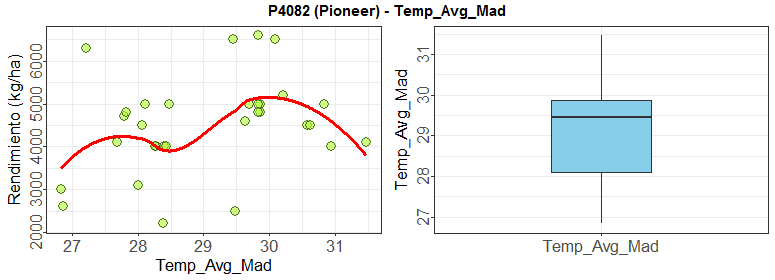 P4082 (Pioneer) - Temp_Avg_Mad
Rendimiento (kg/ha)
6000
5000
4000
3000
2000
27 28 29 30 31
Temp_Avg_Mad
Temp_Avg_Mad
31
30
29
28
27
Temp_Avg_Mad